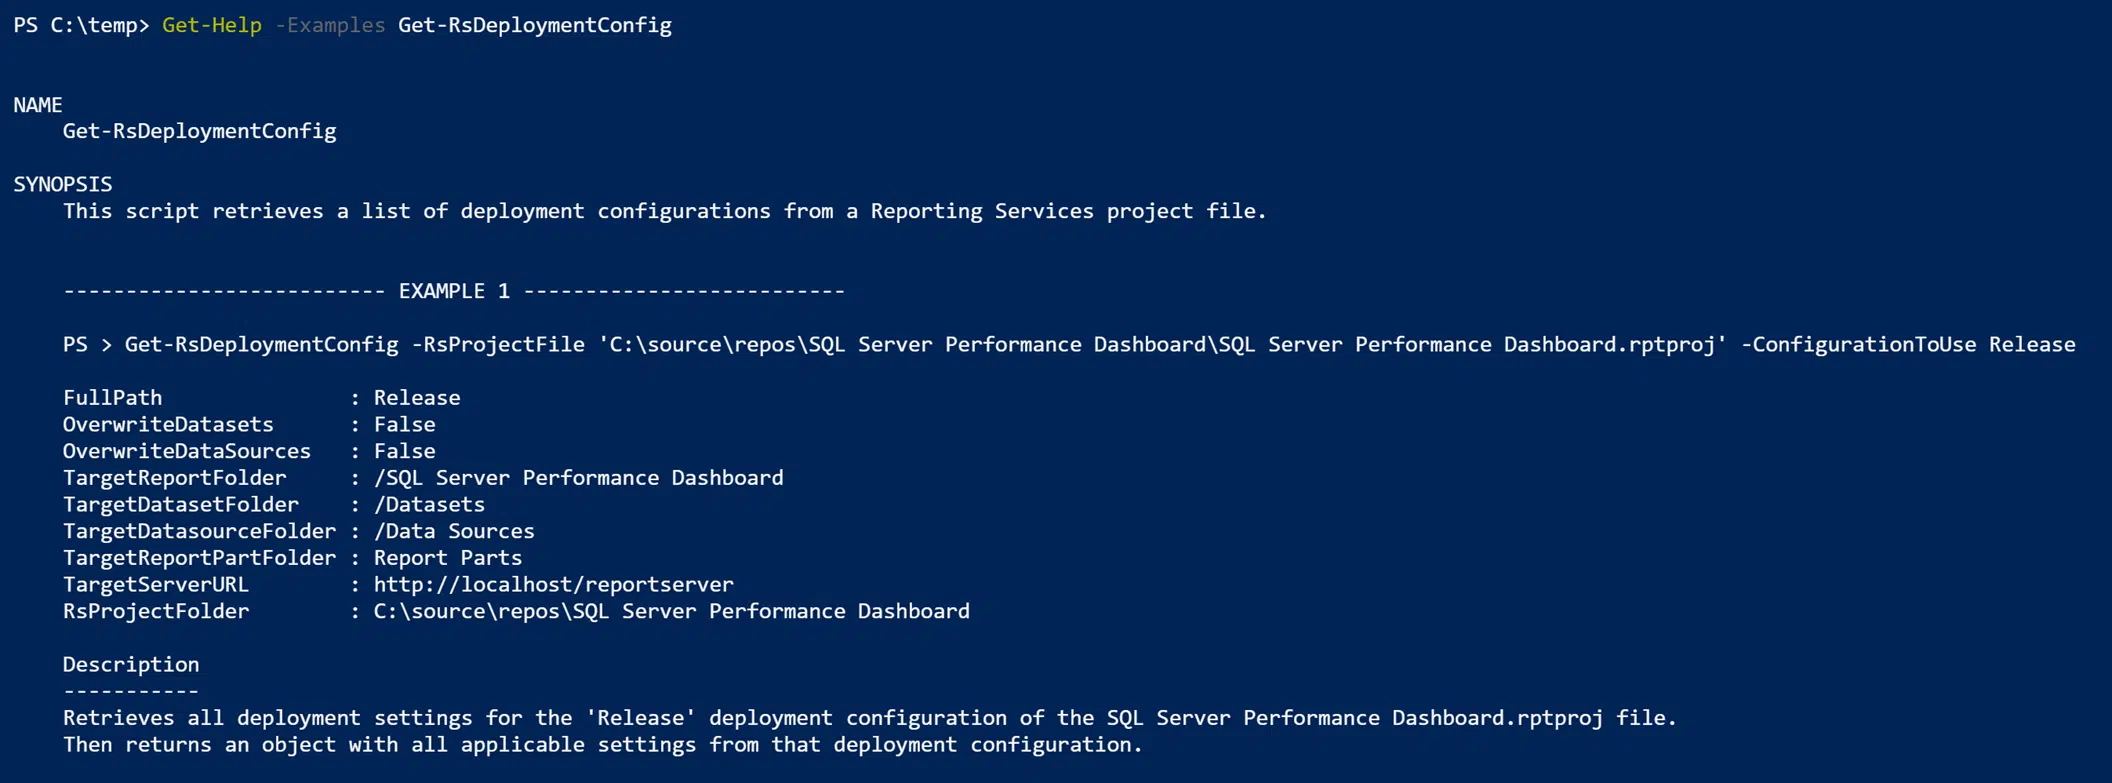 PS C:\temp> Get-Help -Examples Get-RsDeploymentConfig
NAME
Get-RsDeploymentConfig
SYNOPSIS
This script retrieves a list of deployment configurations from a Reporting Services project file.
-------------------------- EXAMPLE 1 --------------------------
PS > Get-RsDeploymentConfig -RsProjectFile 'C:\source\repos\SQL Server Performance Dashboard\SQL Server Performance Dashboard.rptproj' -ConfigurationToUse Release
FullPath : Release
OverwriteDatasets : False
OverwriteDataSources : False
TargetReportFolder : /SQL Server Performance Dashboard
TargetDatasetFolder : /Datasets
TargetDatasourceFolder : /Data Sources
TargetReportPartFolder : Report Parts
TargetServerURL : http://localhost/reportserver
RsProjectFolder : C:\source\repos\SQL Server Performance Dashboard
Description
-----------
Retrieves all deployment settings for the 'Release' deployment configuration of the SQL Server Performance Dashboard.rptproj file.
Then returns an object with all applicable settings from that deployment configuration.